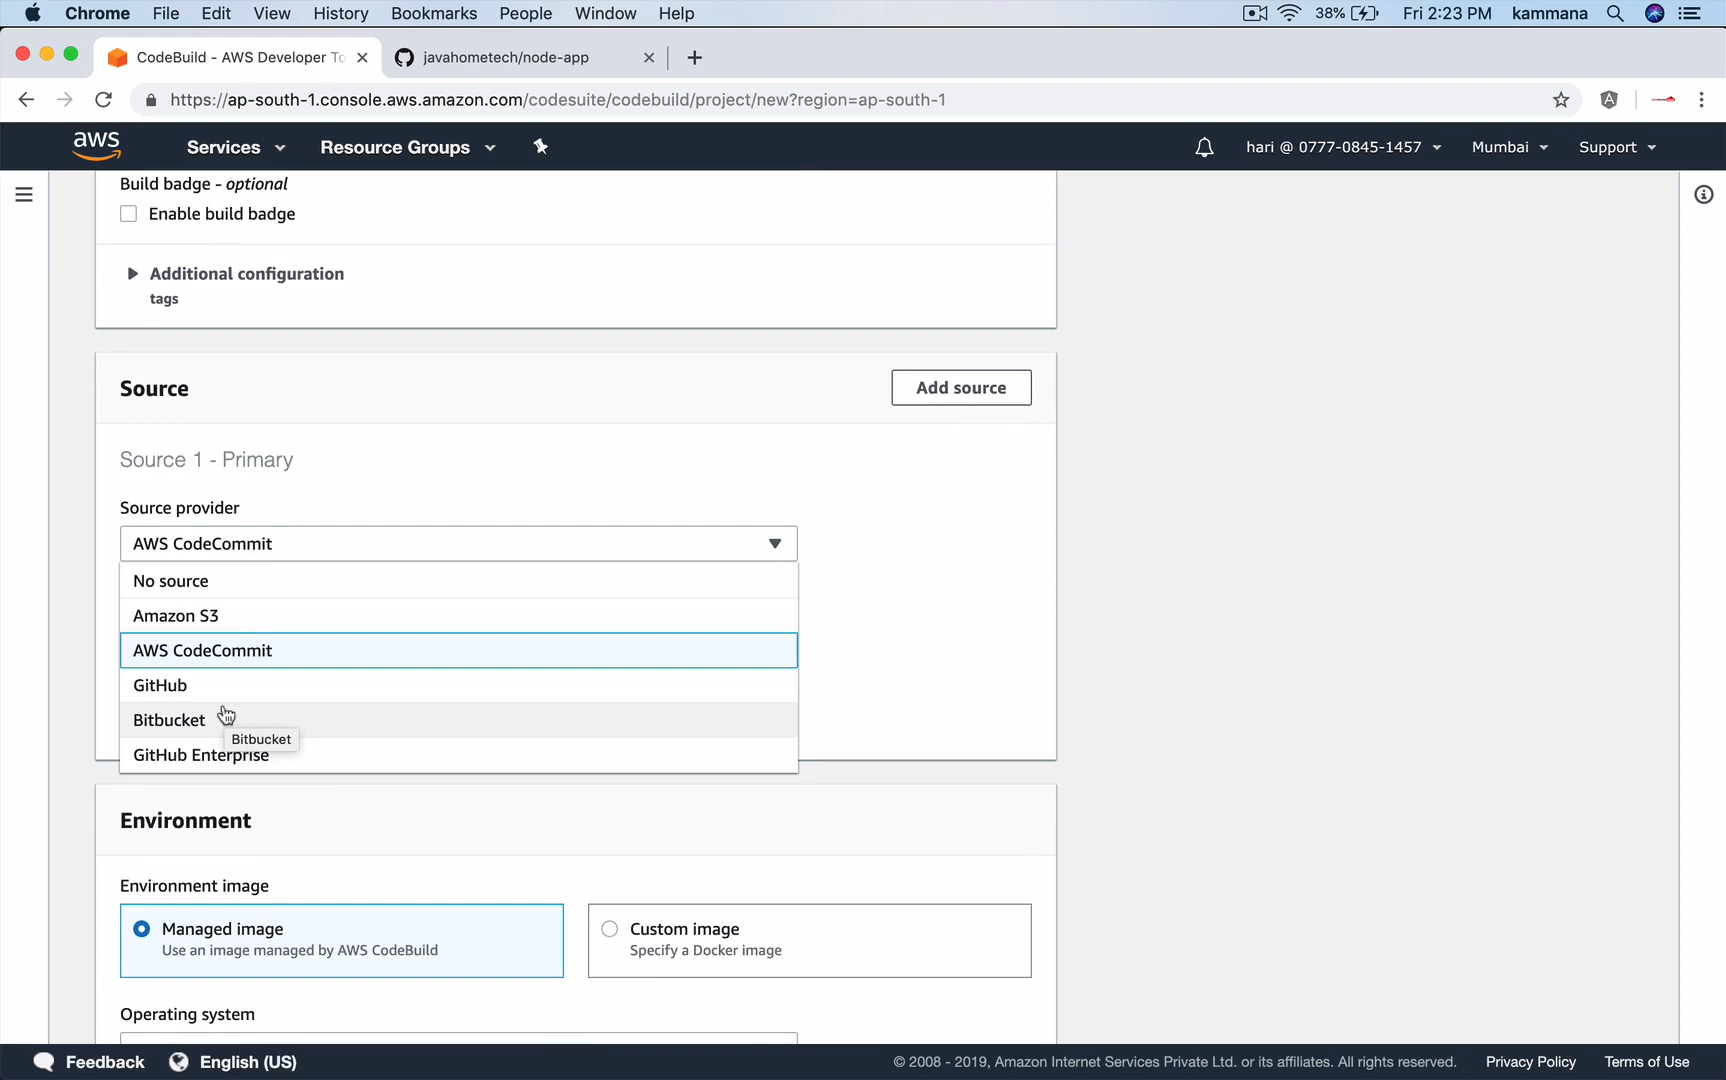 Chrome File Edit View History Bookmarks People Window Help 38% Fri 2:23 PM kammana
CodeBuild - AWS Developer To javahometech/node-app
https://ap-south-1.console.aws.amazon.com/codesuite/codebuild/project/new?region=ap-south-1
aws Services Resource Groups hari @ 0777-0845-1457 Mumbai Support
Build badge - optional
Enable build badge
Additional configuration
tags
Source Add source
Source 1 - Primary
Source provider
AWS CodeCommit
No source
Amazon S3
AWS CodeCommit
GitHub
Bitbucket
Bitbucket
GitHub Enterprise
Environment
Environment image
Managed image
Use an image managed by AWS CodeBuild
Custom image
Specify a Docker image
Operating system
Feedback English (US) © 2008 - 2019, Amazon Internet Services Private Ltd. or its affiliates. All rights reserved. Privacy Policy Terms of Use